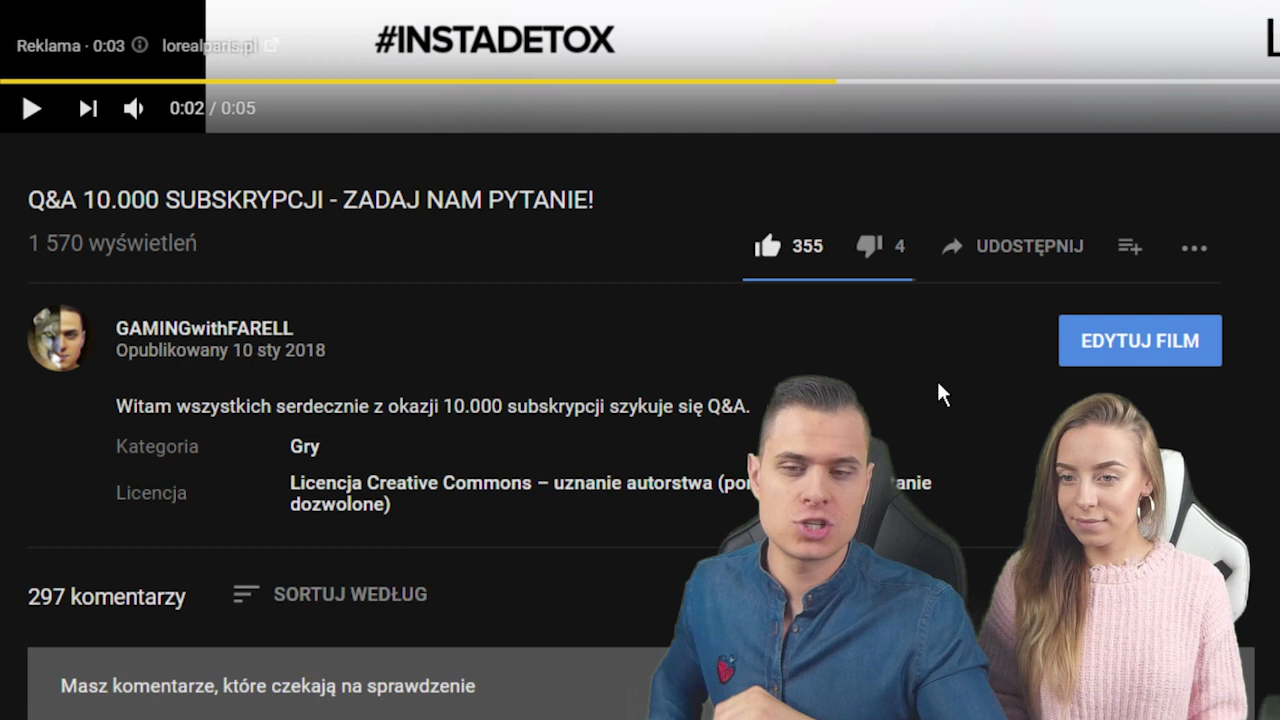 #INSTADETOX
Reklama · 0:03 lorealparis.pl
0:02 / 0:05
Q&A 10.000 SUBSKRYPCJI - ZADAJ NAM PYTANIE!
1 570 wyświetleń
355 4 UDOSTĘPNIJ
GAMINGwithFARELL
Opublikowany 10 sty 2018
EDYTUJ FILM
Witam wszystkich serdecznie z okazji 10.000 subskrypcji szykuje się Q&A.
Kategoria Gry
Licencja Licencja Creative Commons – uznanie autorstwa
dozwolone)
297 komentarzy SORTUJ WEDŁUG
Masz komentarze, które czekają na sprawdzenie